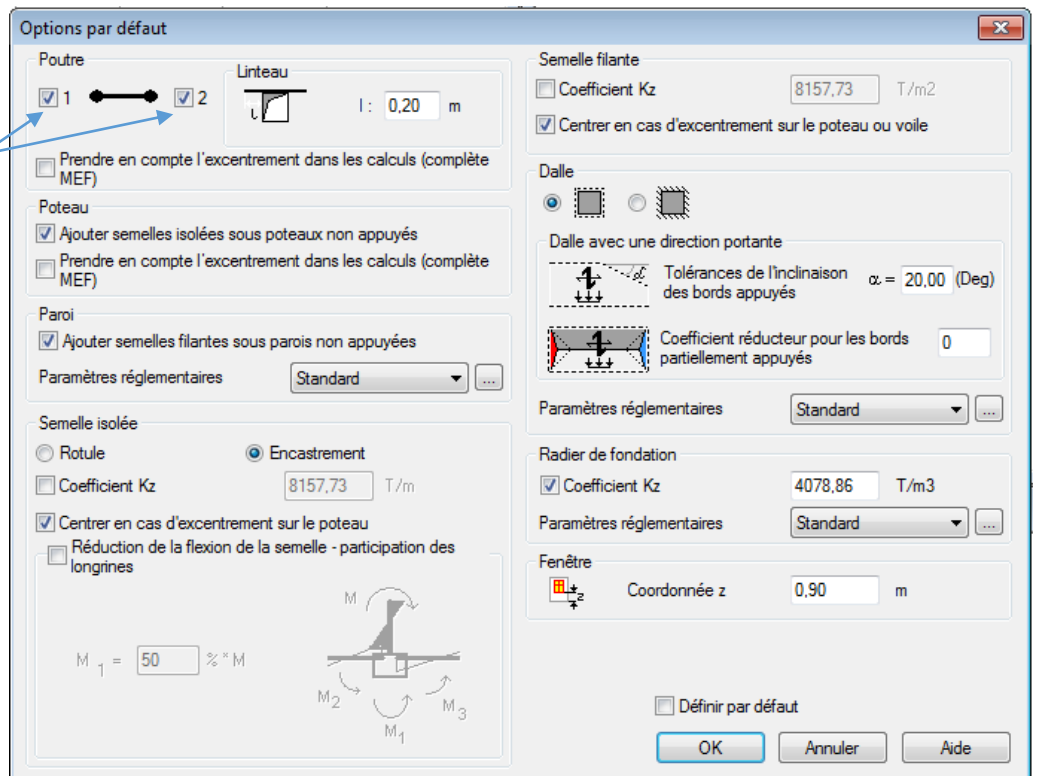 Options par défaut
Poutre
1
2
Linteau
l
l : 0,20 m
Prendre en compte l'excentrement dans les calculs (complète
MEF)
Poteau
Ajouter semelles isolées sous poteaux non appuyés
Prendre en compte l'excentrement dans les calculs (complète
MEF)
Paroi
Ajouter semelles filantes sous parois non appuyées
Paramètres réglementaires Standard ...
Semelle isolée
Rotule Encastrement
Coefficient Kz 8157,73 T/m
Centrer en cas d'excentrement sur le poteau
Réduction de la flexion de la semelle - participation des
longrines
M
M 1 = 50 % * M
M2
M3
M1
Semelle filante
Coefficient Kz 8157,73 T/m2
Centrer en cas d'excentrement sur le poteau ou voile
Dalle
Dalle avec une direction portante
α
Tolérances de l'inclinaison
des bords appuyés
α = 20,00 (Deg)
Coefficient réducteur pour les bords
partiellement appuyés
0
Paramètres réglementaires Standard ...
Radier de fondation
Coefficient Kz 4078,86 T/m3
Paramètres réglementaires Standard ...
Fenêtre
z
Coordonnée z 0,90 m
Définir par défaut
OK Annuler Aide